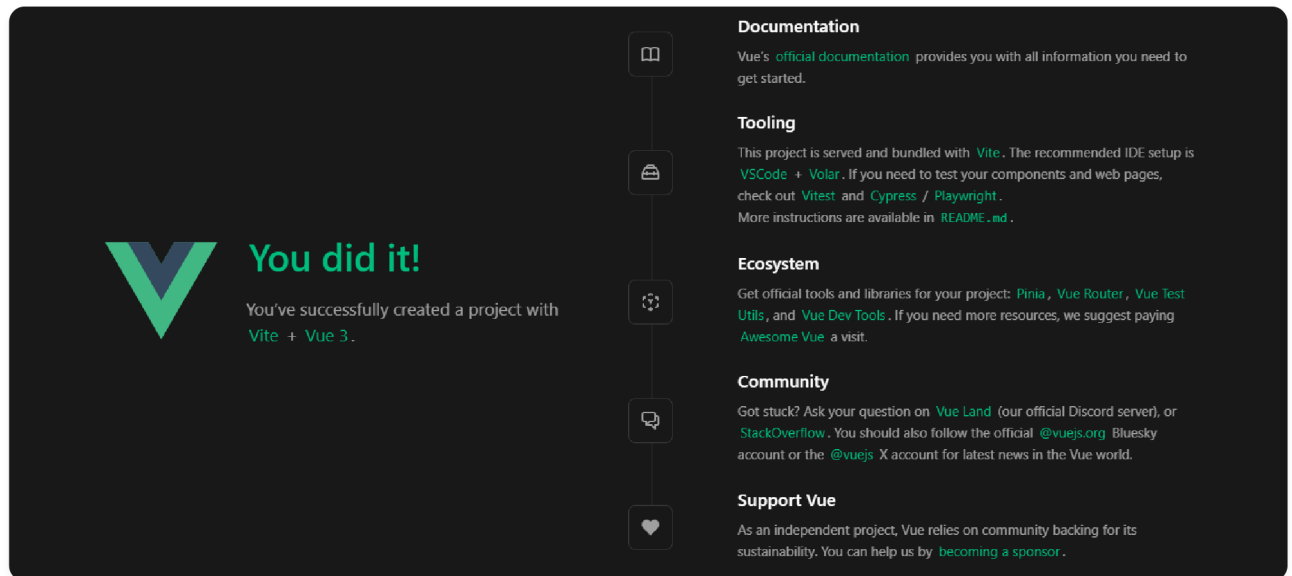 You did it!
You've successfully created a project with
Vite + Vue 3.
Documentation
Vue's official documentation provides you with all information you need to
get started.
Tooling
This project is served and bundled with Vite. The recommended IDE setup is
VSCode + Volar. If you need to test your components and web pages,
check out Vitest and Cypress / Playwright.
More instructions are available in README.md.
Ecosystem
Get official tools and libraries for your project: Pinia, Vue Router, Vue Test
Utils, and Vue Dev Tools. If you need more resources, we suggest paying
Awesome Vue a visit.
Community
Got stuck? Ask your question on Vue Land (our official Discord server), or
StackOverflow. You should also follow the official @vuejs.org Bluesky
account or the @vuejs X account for latest news in the Vue world.
Support Vue
As an independent project, Vue relies on community backing for its
sustainability. You can help us by becoming a sponsor.